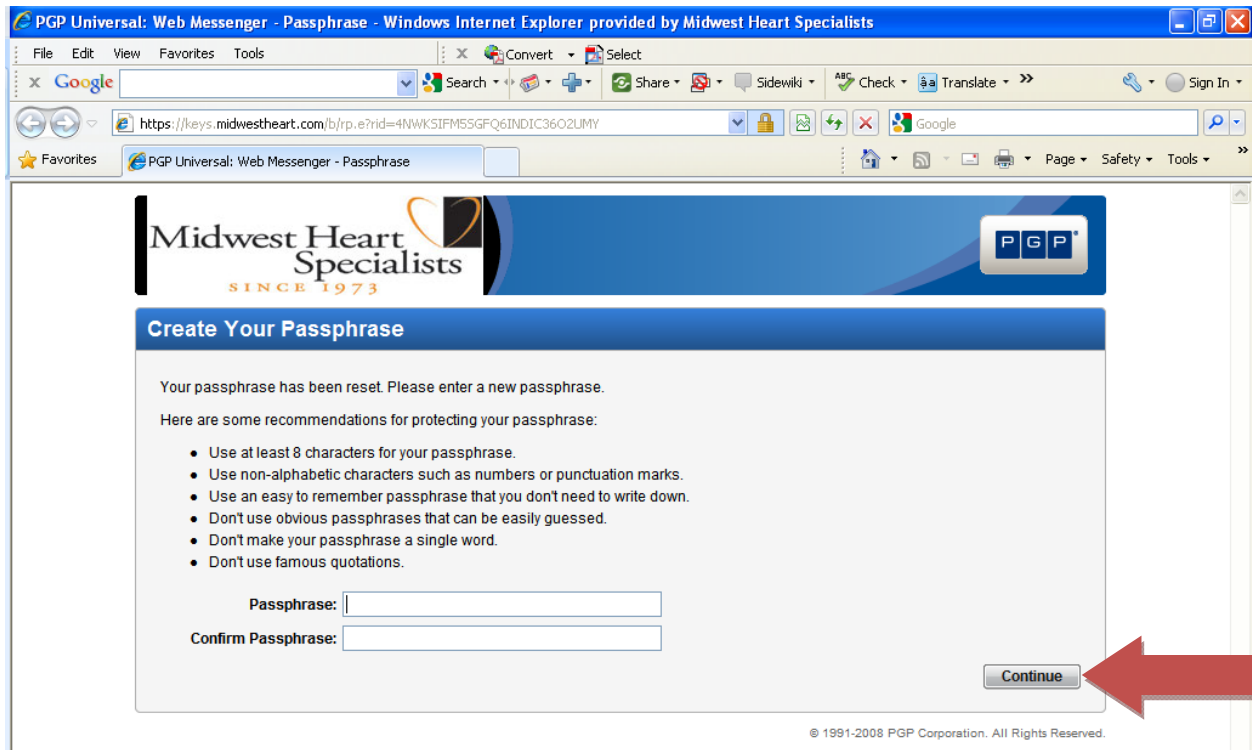 PGP Universal: Web Messenger - Passphrase - Windows Internet Explorer provided by Midwest Heart Specialists
File Edit View Favorites Tools x Convert Select
x Google Search Share Sidewiki ABC Check åa Translate >> Sign In
https://keys.midwestheart.com/b/rp.e?rid=4NWKSIFM5SGFQ6INDIC36O2UMY Google
Favorites PGP Universal: Web Messenger - Passphrase Page Safety Tools >>
Midwest Heart
Specialists
SINCE 1973
PGP
Create Your Passphrase
Your passphrase has been reset. Please enter a new passphrase.
Here are some recommendations for protecting your passphrase:
• Use at least 8 characters for your passphrase.
• Use non-alphabetic characters such as numbers or punctuation marks.
• Use an easy to remember passphrase that you don't need to write down.
• Don't use obvious passphrases that can be easily guessed.
• Don't make your passphrase a single word.
• Don't use famous quotations.
Passphrase:
Confirm Passphrase:
Continue
© 1991-2008 PGP Corporation. All Rights Reserved.